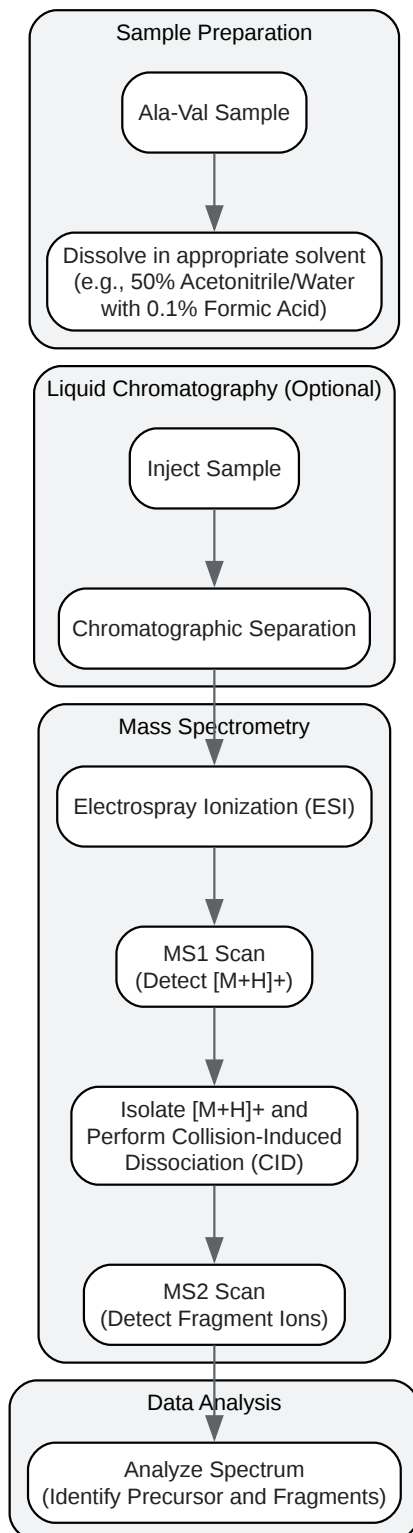 Sample Preparation
Ala-Val Sample
Dissolve in appropriate solvent
(e.g., 50% Acetonitrile/Water
with 0.1% Formic Acid)
Liquid Chromatography (Optional)
Inject Sample
Chromatographic Separation
Mass Spectrometry
Electrospray Ionization (ESI)
MS1 Scan
(Detect [M+H]+)
Isolate [M+H]+ and
Perform Collision-Induced
Dissociation (CID)
MS2 Scan
(Detect Fragment Ions)
Data Analysis
Analyze Spectrum
(Identify Precursor and Fragments)